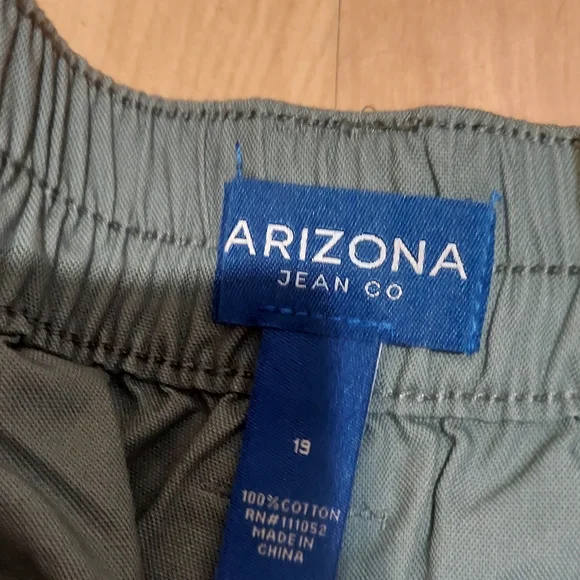 ARIZONA
JEAN CO
19
100% COTTON
RN#111052
MADE IN
CHINA